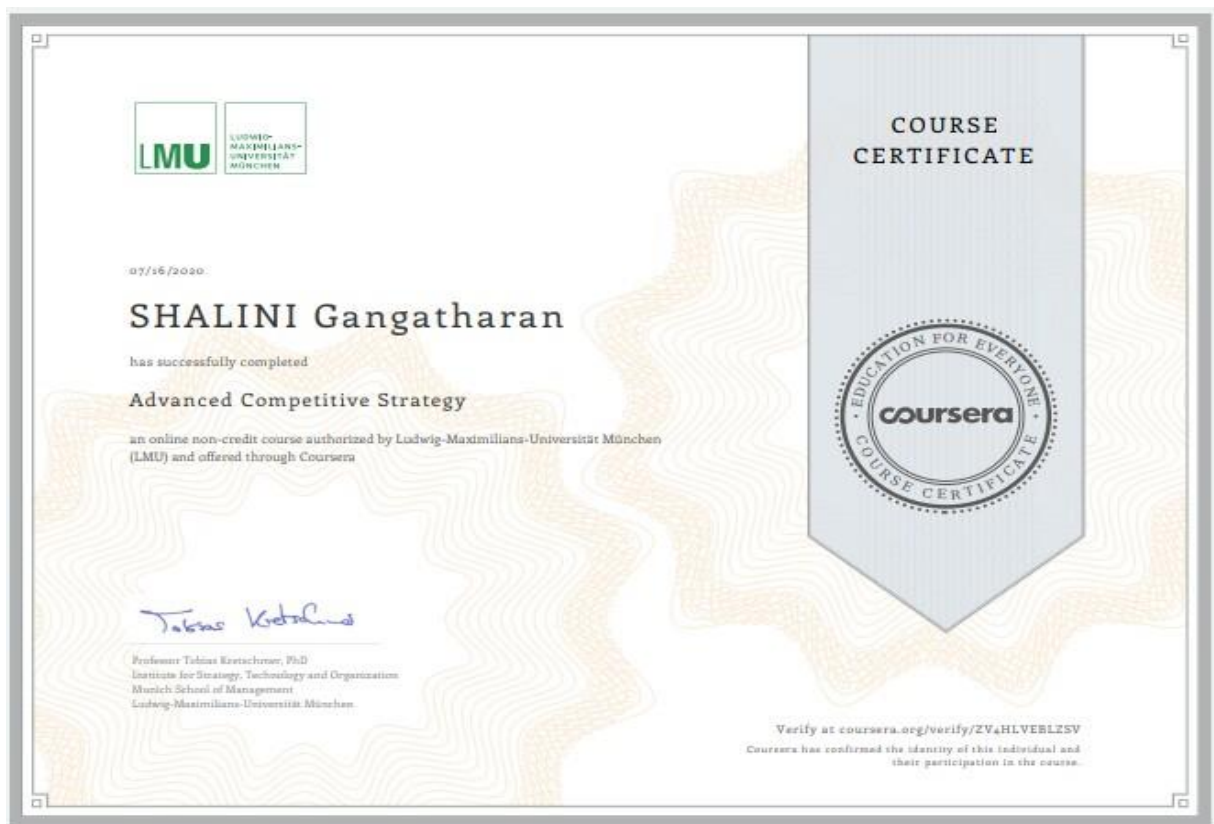 LMU
LUDWIG-
MAXIMILIANS-
UNIVERSITÄT
MÜNCHEN
07/16/2020
SHALINI Gangatharan
has successfully completed
Advanced Competitive Strategy
an online non-credit course authorized by Ludwig-Maximilians-Universität München
(LMU) and offered through Coursera
Tobias Kretschmer
Professor Tobias Kretschmer, PhD
Institute for Strategy, Technology and Organization
Munich School of Management
Ludwig-Maximilians-Universität München
COURSE
CERTIFICATE
EDUCATION FOR EVERYONE
coursera
COURSE CERTIFICATE
Verify at coursera.org/verify/ZV4HLVEBLZSV
Coursera has confirmed the identity of this individual and
their participation in the course.